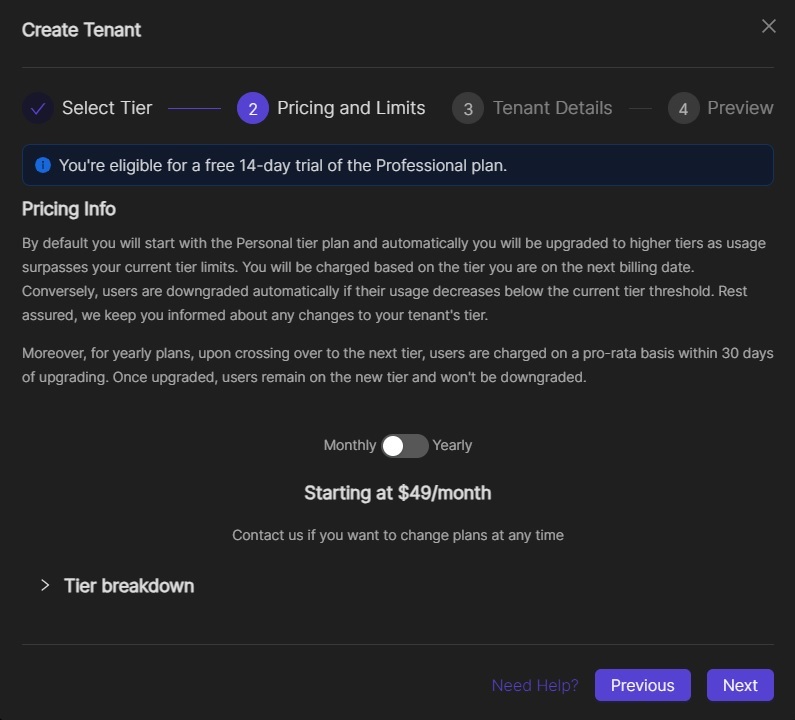 Create Tenant
Select Tier 2 Pricing and Limits 3 Tenant Details 4 Preview
You're eligible for a free 14-day trial of the Professional plan.
Pricing Info
By default you will start with the Personal tier plan and automatically you will be upgraded to higher tiers as usage
surpasses your current tier limits. You will be charged based on the tier you are on the next billing date.
Conversely, users are downgraded automatically if their usage decreases below the current tier threshold. Rest
assured, we keep you informed about any changes to your tenant's tier.
Moreover, for yearly plans, upon crossing over to the next tier, users are charged on a pro-rata basis within 30 days
of upgrading. Once upgraded, users remain on the new tier and won't be downgraded.
Monthly Yearly
Starting at $49/month
Contact us if you want to change plans at any time
Tier breakdown
Need Help? Previous Next